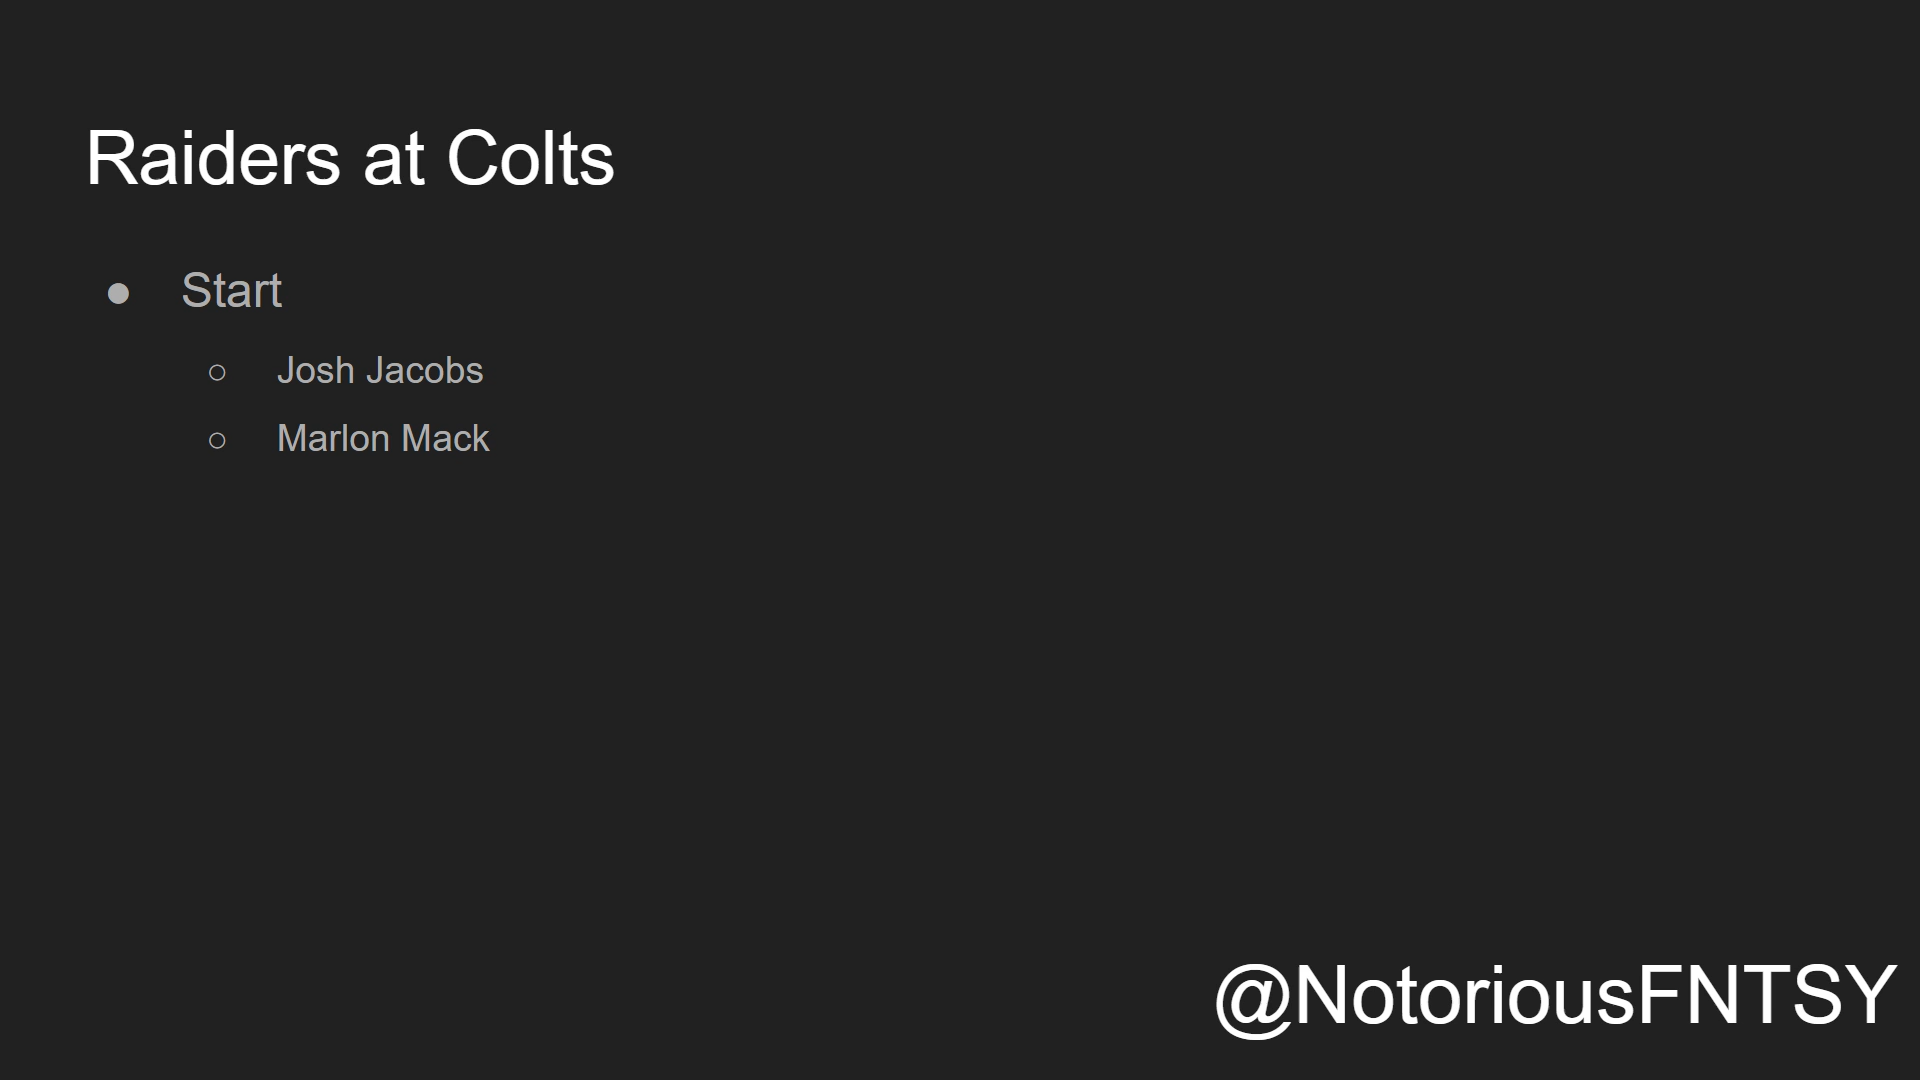 Raiders at Colts
● Start
○ Josh Jacobs
○ Marlon Mack
@NotoriousFNTSY